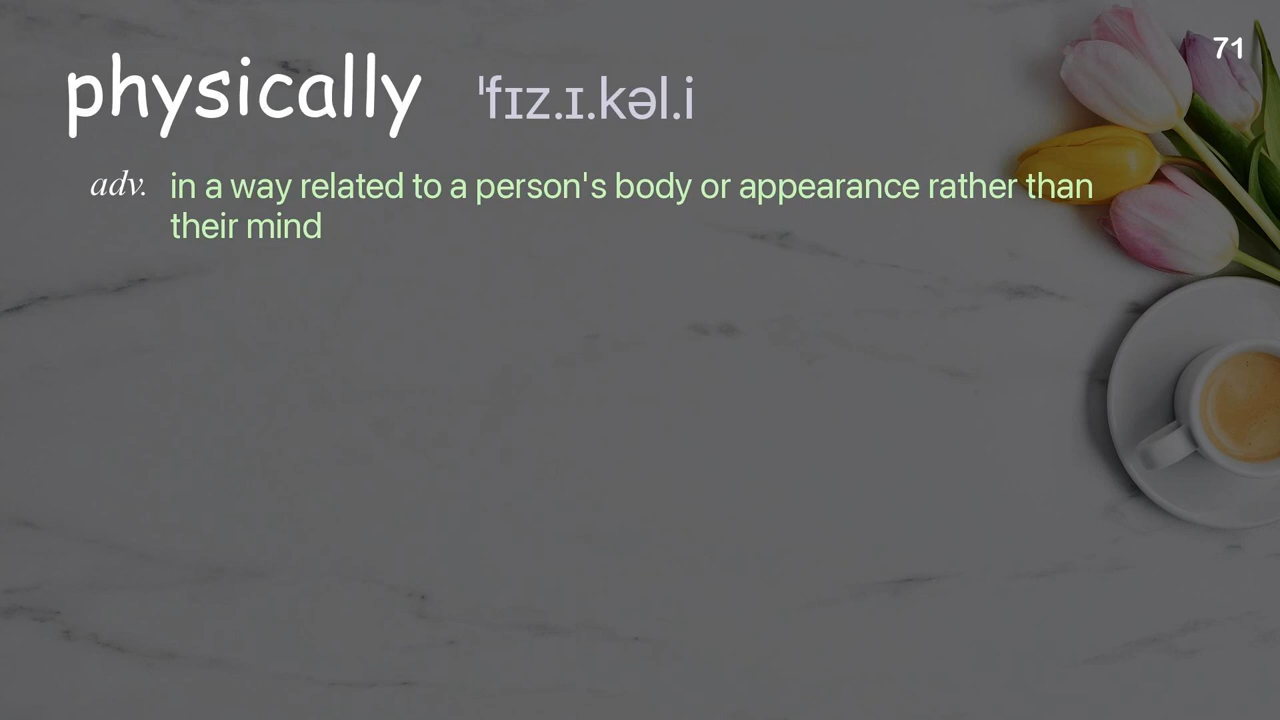 71
physically ˈfɪz.ɪ.kəl.i
adv. in a way related to a person's body or appearance rather than
their mind